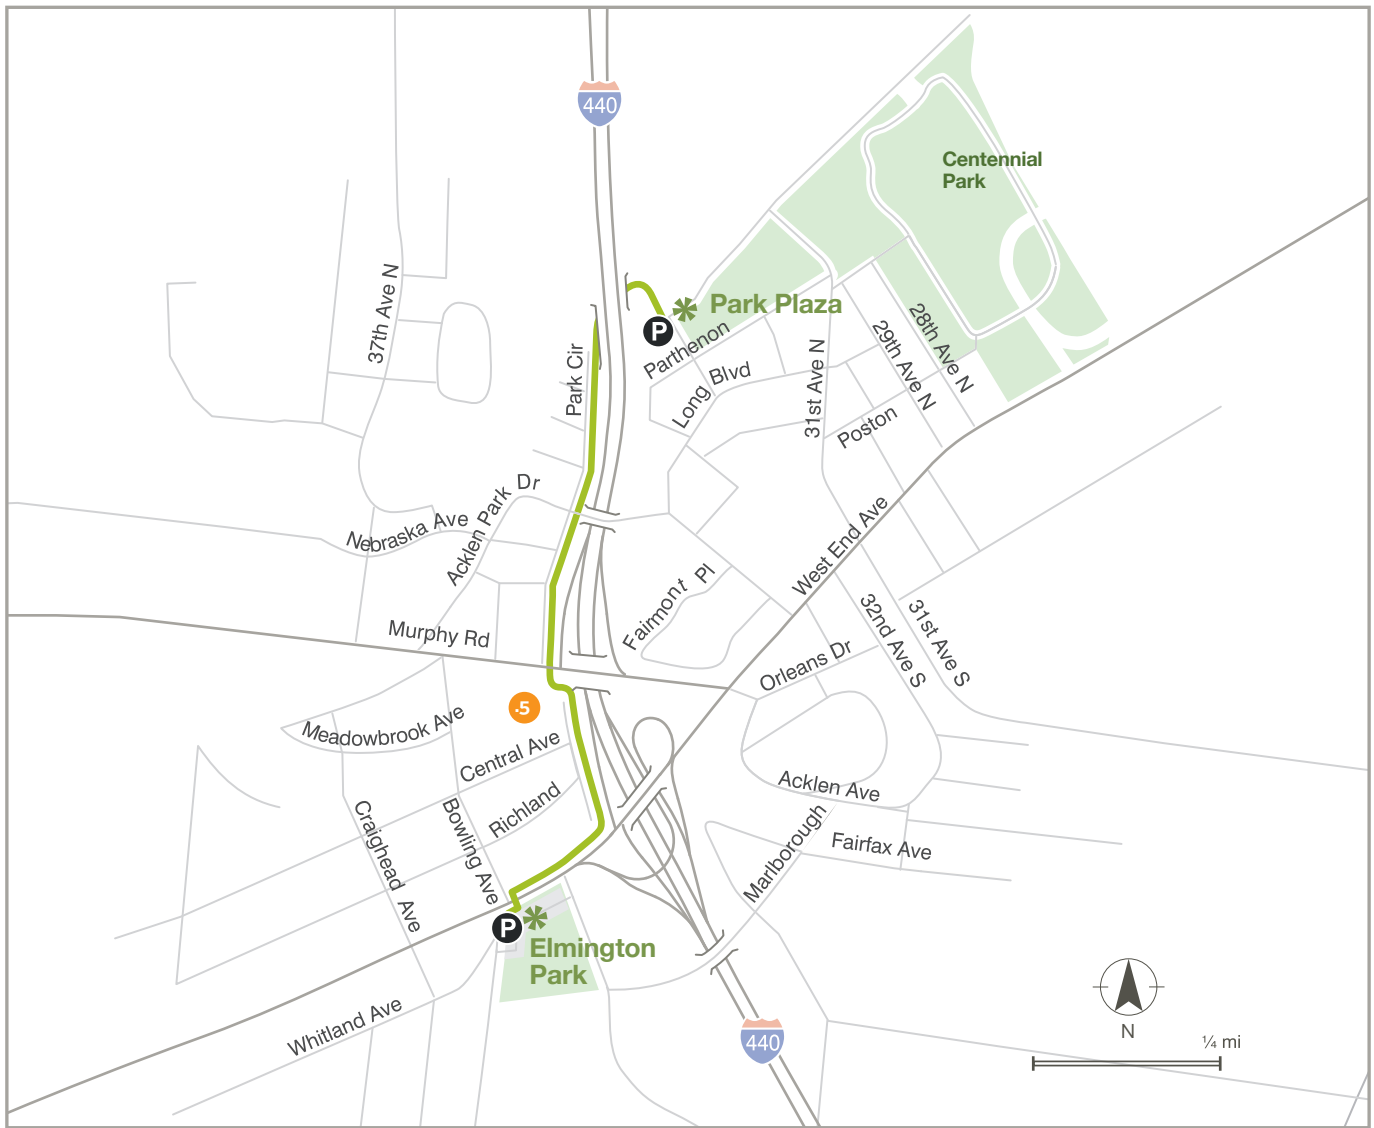 440
Centennial
Park
37th Ave N
Park Plaza
P
Parthenon
28th Ave N
29th Ave N
31st Ave N
Park Cir
Long Blvd
Poston
Acklen Park Dr
Nebraska Ave
West End Ave
Fairmont Pl
Murphy Rd
32nd Ave S
31st Ave S
Orleans Dr
.5
Meadowbrook Ave
Central Ave
Acklen Ave
Richland
Craighead Ave
Bowling Ave
Marlborough
Fairfax Ave
P
Elmington
Park
Whitland Ave
440
N
¼ mi